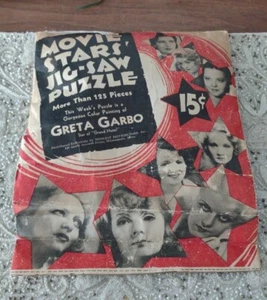 MOVIE
STARS'
JIG-SAW
PUZZLE
More Than 125 Pieces
This Week's Puzzle is a
Gorgeous Color Painting of
GRETA GARBO
Star of "Grand Hotel"
15¢